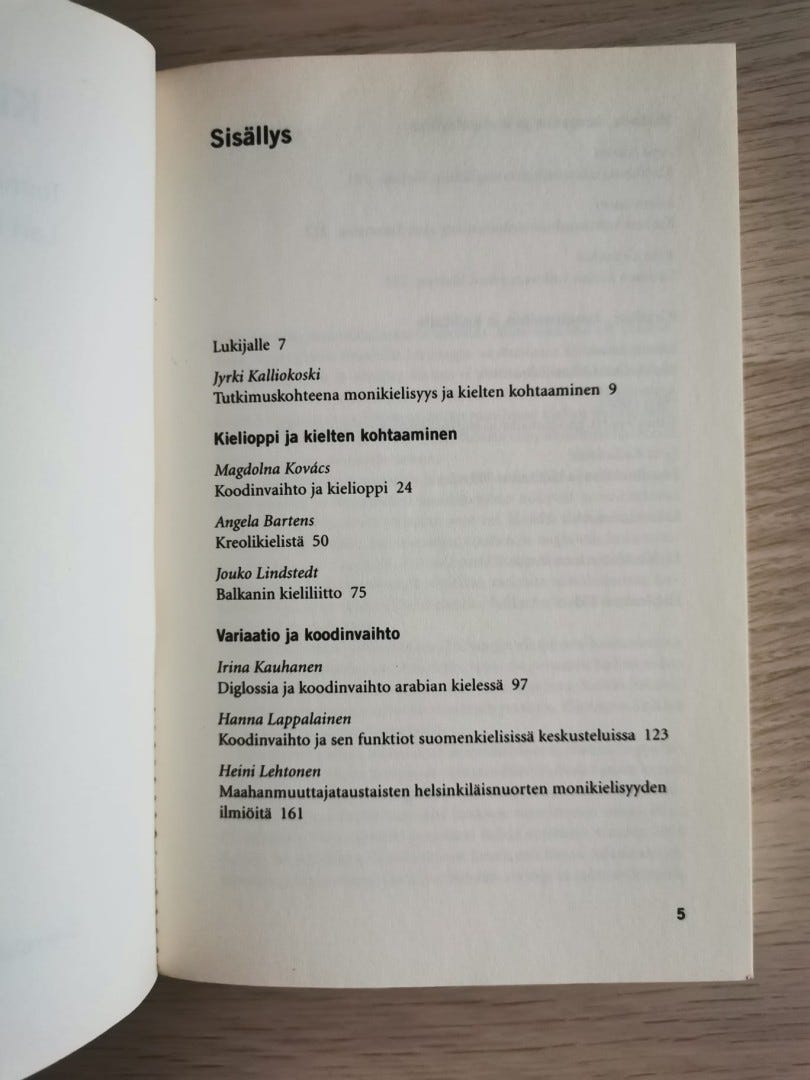 Sisällys
Lukijalle 7
Jyrki Kalliokoski
Tutkimuskohteena monikielisyys ja kielten kohtaaminen 9
Kielioppi ja kielten kohtaaminen
Magdolna Kovács
Koodinvaihto ja kielioppi 24
Angela Bartens
Kreolikielistä 50
Jouko Lindstedt
Balkanin kieliliitto 75
Variaatio ja koodinvaihto
Irina Kauhanen
Diglossia ja koodinvaihto arabian kielessä 97
Hanna Lappalainen
Koodinvaihto ja sen funktiot suomenkielisissä keskusteluissa 123
Heini Lehtonen
Maahanmuuttajataustaisten helsinkiläisnuorten monikielisyyden
ilmiöitä 161
5